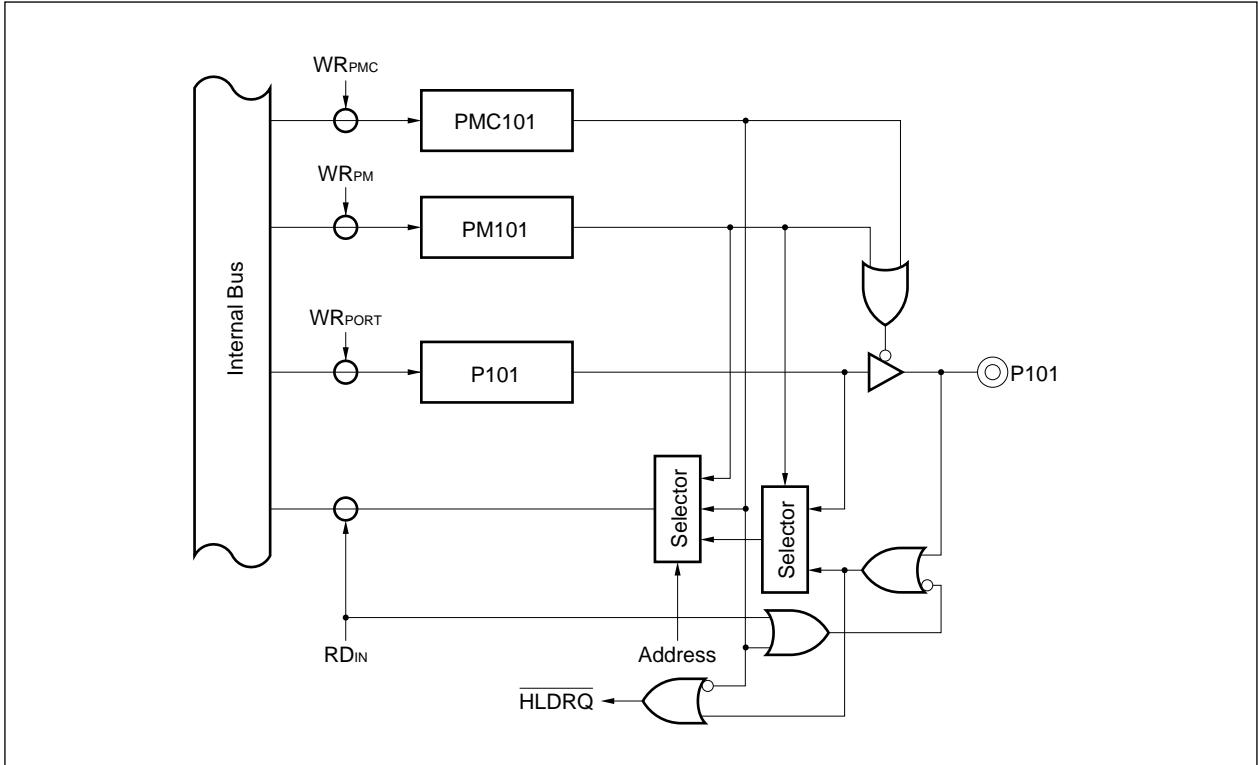 WRPMC
PMC101
WRPM
PM101
Internal Bus
WRPORT
P101
P101
Selector
Selector
RDIN
Address
HLDRQ